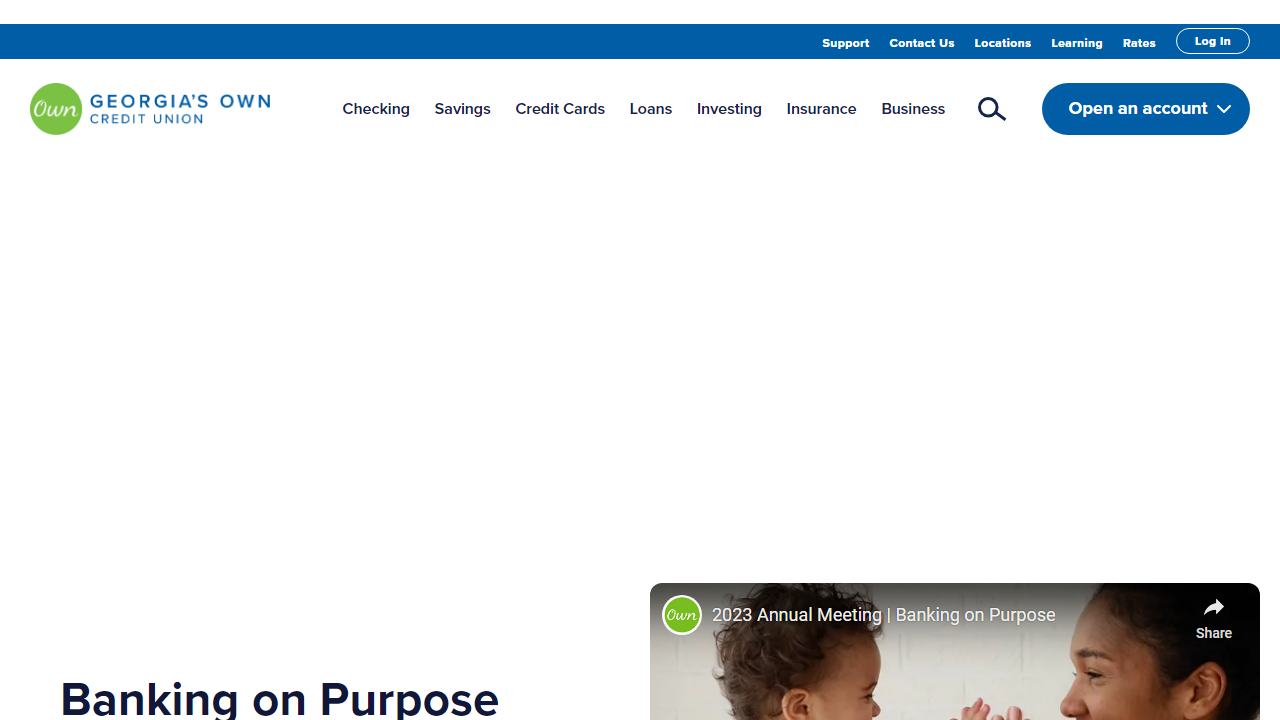 Support Contact Us Locations Learning Rates Log In
Own GEORGIA'S OWN
CREDIT UNION
Checking Savings Credit Cards Loans Investing Insurance Business Open an account
Own 2023 Annual Meeting | Banking on Purpose
Share
Banking on Purpose